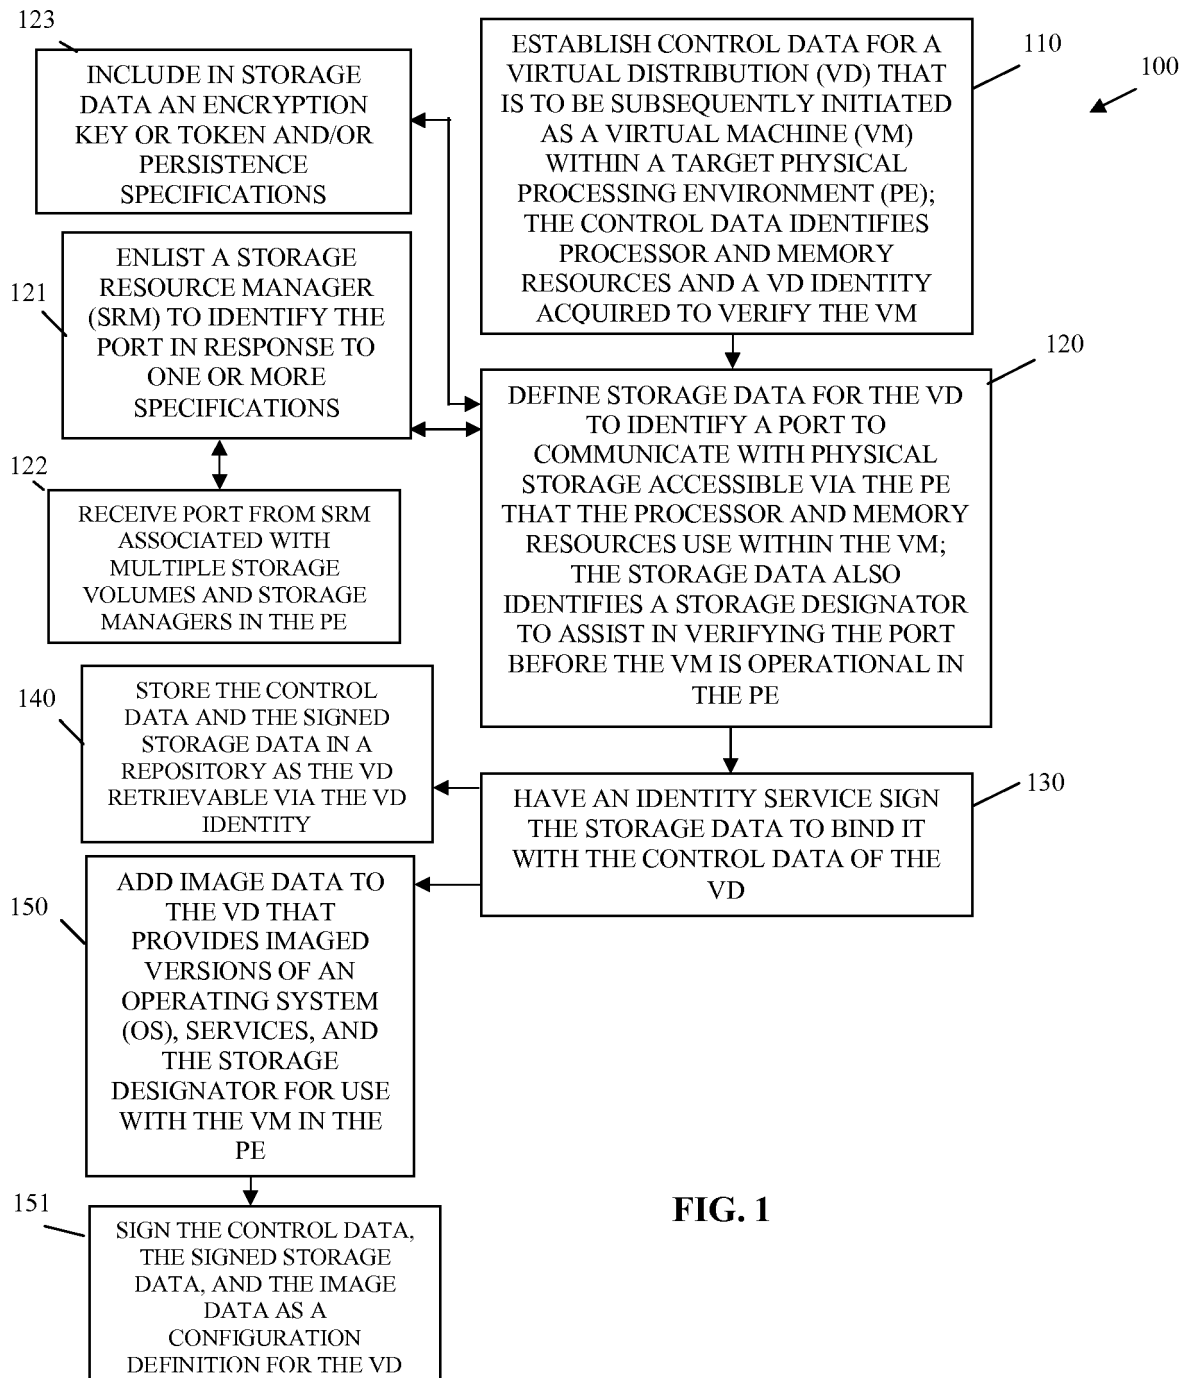 123
INCLUDE IN STORAGE
DATA AN ENCRYPTION
KEY OR TOKEN AND/OR
PERSISTENCE
SPECIFICATIONS
ESTABLISH CONTROL DATA FOR A
VIRTUAL DISTRIBUTION (VD) THAT
IS TO BE SUBSEQUENTLY INITIATED
AS A VIRTUAL MACHINE (VM)
WITHIN A TARGET PHYSICAL
PROCESSING ENVIRONMENT (PE);
THE CONTROL DATA IDENTIFIES
PROCESSOR AND MEMORY
RESOURCES AND A VD IDENTITY
ACQUIRED TO VERIFY THE VM
110
100
121
ENLIST A STORAGE
RESOURCE MANAGER
(SRM) TO IDENTIFY THE
PORT IN RESPONSE TO
ONE OR MORE
SPECIFICATIONS
120
DEFINE STORAGE DATA FOR THE VD
TO IDENTIFY A PORT TO
COMMUNICATE WITH PHYSICAL
STORAGE ACCESSIBLE VIA THE PE
THAT THE PROCESSOR AND MEMORY
RESOURCES USE WITHIN THE VM;
THE STORAGE DATA ALSO
IDENTIFIES A STORAGE DESIGNATOR
TO ASSIST IN VERIFYING THE PORT
BEFORE THE VM IS OPERATIONAL IN
THE PE
122
RECEIVE PORT FROM SRM
ASSOCIATED WITH
MULTIPLE STORAGE
VOLUMES AND STORAGE
MANAGERS IN THE PE
140
STORE THE CONTROL
DATA AND THE SIGNED
STORAGE DATA IN A
REPOSITORY AS THE VD
RETRIEVABLE VIA THE VD
IDENTITY
130
HAVE AN IDENTITY SERVICE SIGN
THE STORAGE DATA TO BIND IT
WITH THE CONTROL DATA OF THE
VD
150
ADD IMAGE DATA TO
THE VD THAT
PROVIDES IMAGED
VERSIONS OF AN
OPERATING SYSTEM
(OS), SERVICES, AND
THE STORAGE
DESIGNATOR FOR USE
WITH THE VM IN THE
PE
151
SIGN THE CONTROL DATA,
THE SIGNED STORAGE
DATA, AND THE IMAGE
DATA AS A
CONFIGURATION
DEFINITION FOR THE VD
FIG. 1